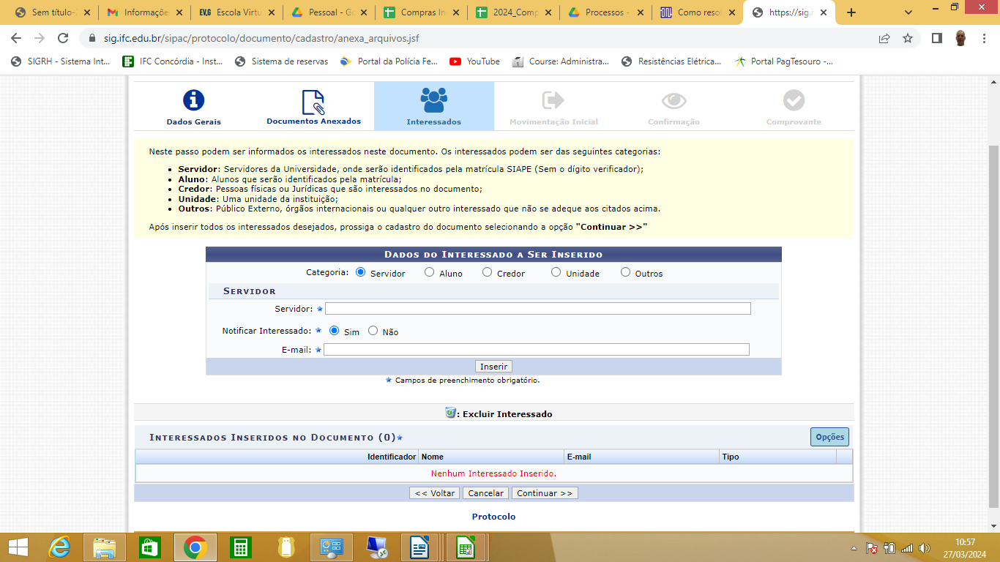 Sem título-
Informaçõe
EV.G Escola Virtu
Pessoal - Go
Compras In
2024_Comp
Processos -
Como resol
https://sig.i
sig.ifc.edu.br/sipac/protocolo/documento/cadastro/anexa_arquivos.jsf
SIGRH - Sistema Int...
IFC Concórdia - Inst...
Sistema de reservas
Portal da Polícia Fe...
YouTube
Course: Administra...
Resistências Elétrica...
Portal PagTesouro -...
Dados Gerais
Documentos Anexados
Interessados
Movimentação Inicial
Confirmação
Comprovante
Neste passo podem ser informados os interessados neste documento. Os interessados podem ser das seguintes categorias:
• Servidor: Servidores da Universidade, onde serão identificados pela matrícula SIAPE (Sem o dígito verificador);
• Aluno: Alunos que serão identificados pela matrícula;
• Credor: Pessoas físicas ou Jurídicas que são interessados no documento;
• Unidade: Uma unidade da instituição;
• Outros: Público Externo, órgãos internacionais ou qualquer outro interessado que não se adeque aos citados acima.
Após inserir todos os interessados desejados, prossiga o cadastro do documento selecionando a opção "Continuar >>"
Dados do Interessado a Ser Inserido
Categoria: Servidor Aluno Credor Unidade Outros
Servidor
Servidor:
Notificar Interessado: Sim Não
E-mail:
Inserir
Campos de preenchimento obrigatório.
: Excluir Interessado
Interessados Inseridos no Documento (0)
Opções
Identificador Nome E-mail Tipo
Nenhum Interessado Inserido.
<< Voltar Cancelar Continuar >>
Protocolo
10:57
27/03/2024